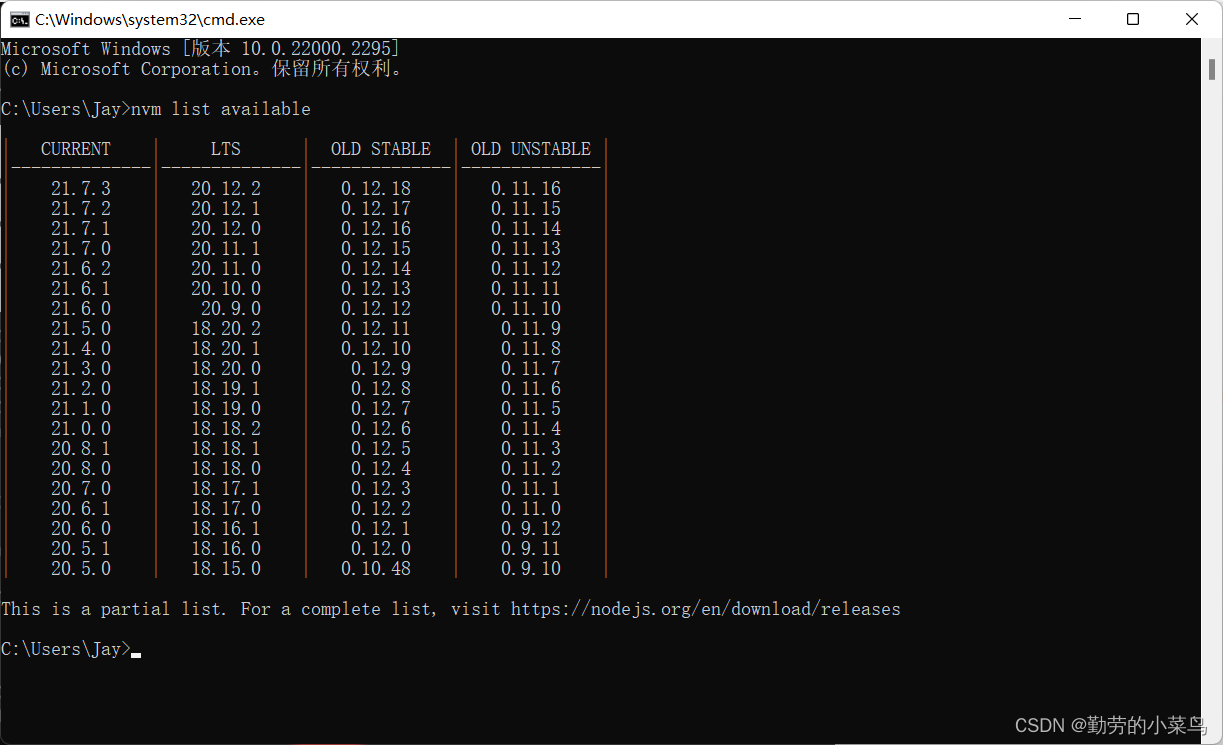 C:\Windows\system32\cmd.exe
Microsoft Windows [版本 10.0.22000.2295]
(c) Microsoft Corporation。保留所有权利。
C:\Users\Jay>nvm list available
| CURRENT | LTS | OLD STABLE | OLD UNSTABLE |
|--------------|--------------|--------------|--------------|
| 21.7.3 | 20.12.2 | 0.12.18 | 0.11.16 |
| 21.7.2 | 20.12.1 | 0.12.17 | 0.11.15 |
| 21.7.1 | 20.12.0 | 0.12.16 | 0.11.14 |
| 21.7.0 | 20.11.1 | 0.12.15 | 0.11.13 |
| 21.6.2 | 20.11.0 | 0.12.14 | 0.11.12 |
| 21.6.1 | 20.10.0 | 0.12.13 | 0.11.11 |
| 21.6.0 | 20.9.0 | 0.12.12 | 0.11.10 |
| 21.5.0 | 18.20.2 | 0.12.11 | 0.11.9 |
| 21.4.0 | 18.20.1 | 0.12.10 | 0.11.8 |
| 21.3.0 | 18.20.0 | 0.12.9 | 0.11.7 |
| 21.2.0 | 18.19.1 | 0.12.8 | 0.11.6 |
| 21.1.0 | 18.19.0 | 0.12.7 | 0.11.5 |
| 21.0.0 | 18.18.2 | 0.12.6 | 0.11.4 |
| 20.8.1 | 18.18.1 | 0.12.5 | 0.11.3 |
| 20.8.0 | 18.18.0 | 0.12.4 | 0.11.2 |
| 20.7.0 | 18.17.1 | 0.12.3 | 0.11.1 |
| 20.6.1 | 18.17.0 | 0.12.2 | 0.11.0 |
| 20.6.0 | 18.16.1 | 0.12.1 | 0.9.12 |
| 20.5.1 | 18.16.0 | 0.12.0 | 0.9.11 |
| 20.5.0 | 18.15.0 | 0.10.48 | 0.9.10 |
This is a partial list. For a complete list, visit https://nodejs.org/en/download/releases
C:\Users\Jay>
CSDN @勤劳的小菜鸟